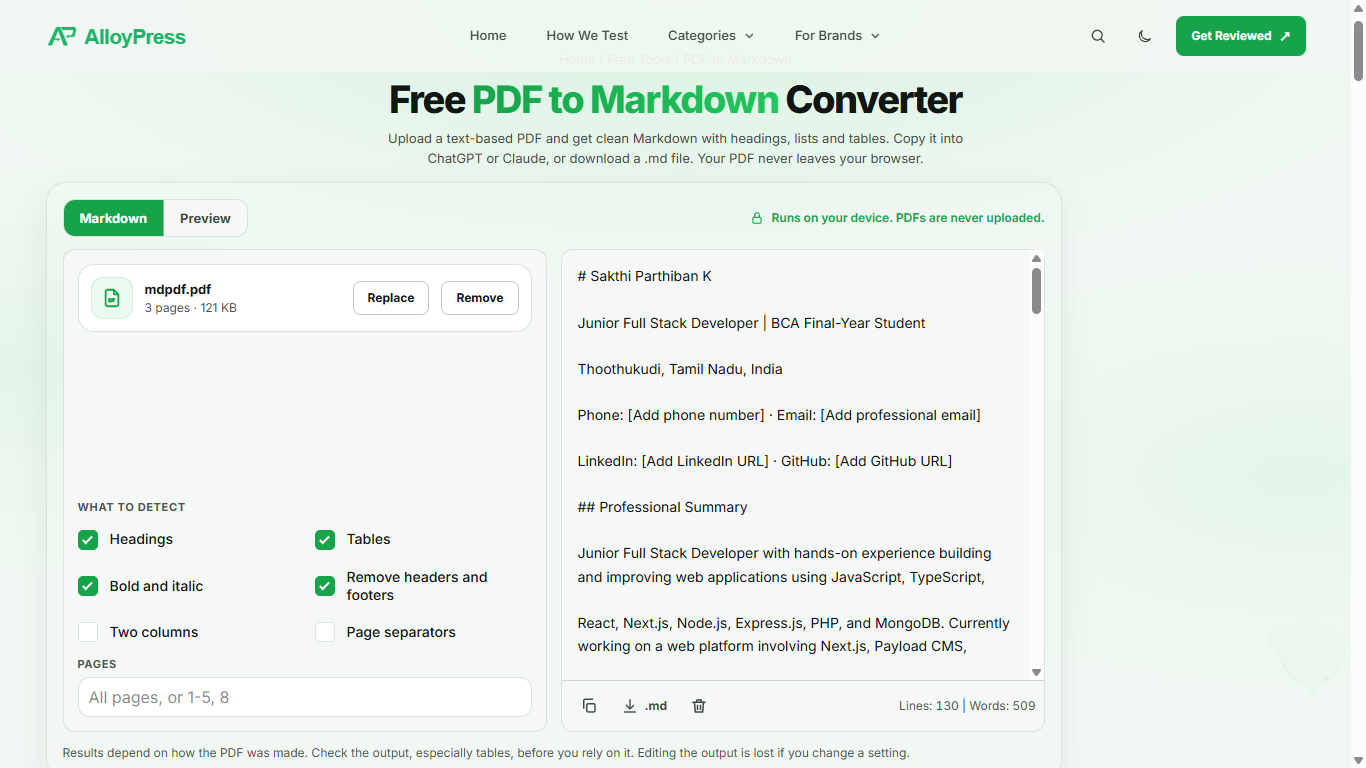 AlloyPress
Home
How We Test
Categories
For Brands
Get Reviewed
Home / Free Tools / PDF to Markdown
Free PDF to Markdown Converter
Upload a text-based PDF and get clean Markdown with headings, lists and tables. Copy it into
ChatGPT or Claude, or download a .md file. Your PDF never leaves your browser.
Markdown
Preview
Runs on your device. PDFs are never uploaded.
mdpdf.pdf
3 pages · 121 KB
Replace
Remove
WHAT TO DETECT
Headings
Tables
Bold and italic
Remove headers and
footers
Two columns
Page separators
PAGES
All pages, or 1-5, 8
# Sakthi Parthiban K
Junior Full Stack Developer | BCA Final-Year Student
Thoothukudi, Tamil Nadu, India
Phone: [Add phone number] · Email: [Add professional email]
LinkedIn: [Add LinkedIn URL] · GitHub: [Add GitHub URL]
## Professional Summary
Junior Full Stack Developer with hands-on experience building
and improving web applications using JavaScript, TypeScript,
React, Next.js, Node.js, Express.js, PHP, and MongoDB. Currently
working on a web platform involving Next.js, Payload CMS,
.md
Lines: 130 | Words: 509
Results depend on how the PDF was made. Check the output, especially tables, before you rely on it. Editing the output is lost if you change a setting.